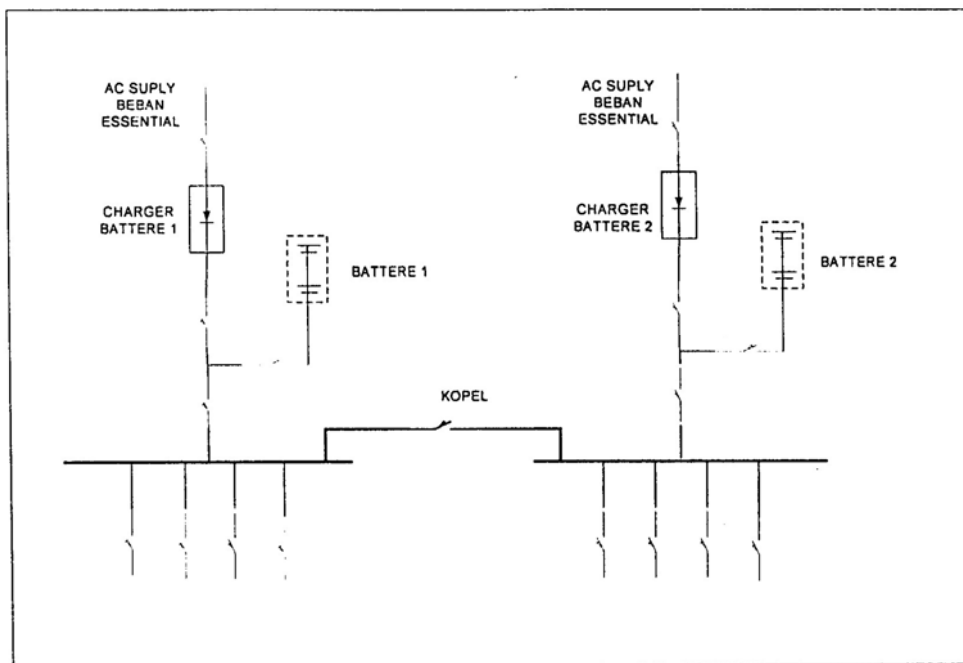 AC SUPLY
BEBAN
ESSENTIAL
CHARGER
BATTERE 1
BATTERE 1
AC SUPLY
BEBAN
ESSENTIAL
CHARGER
BATTERE 2
BATTERE 2
KOPEL